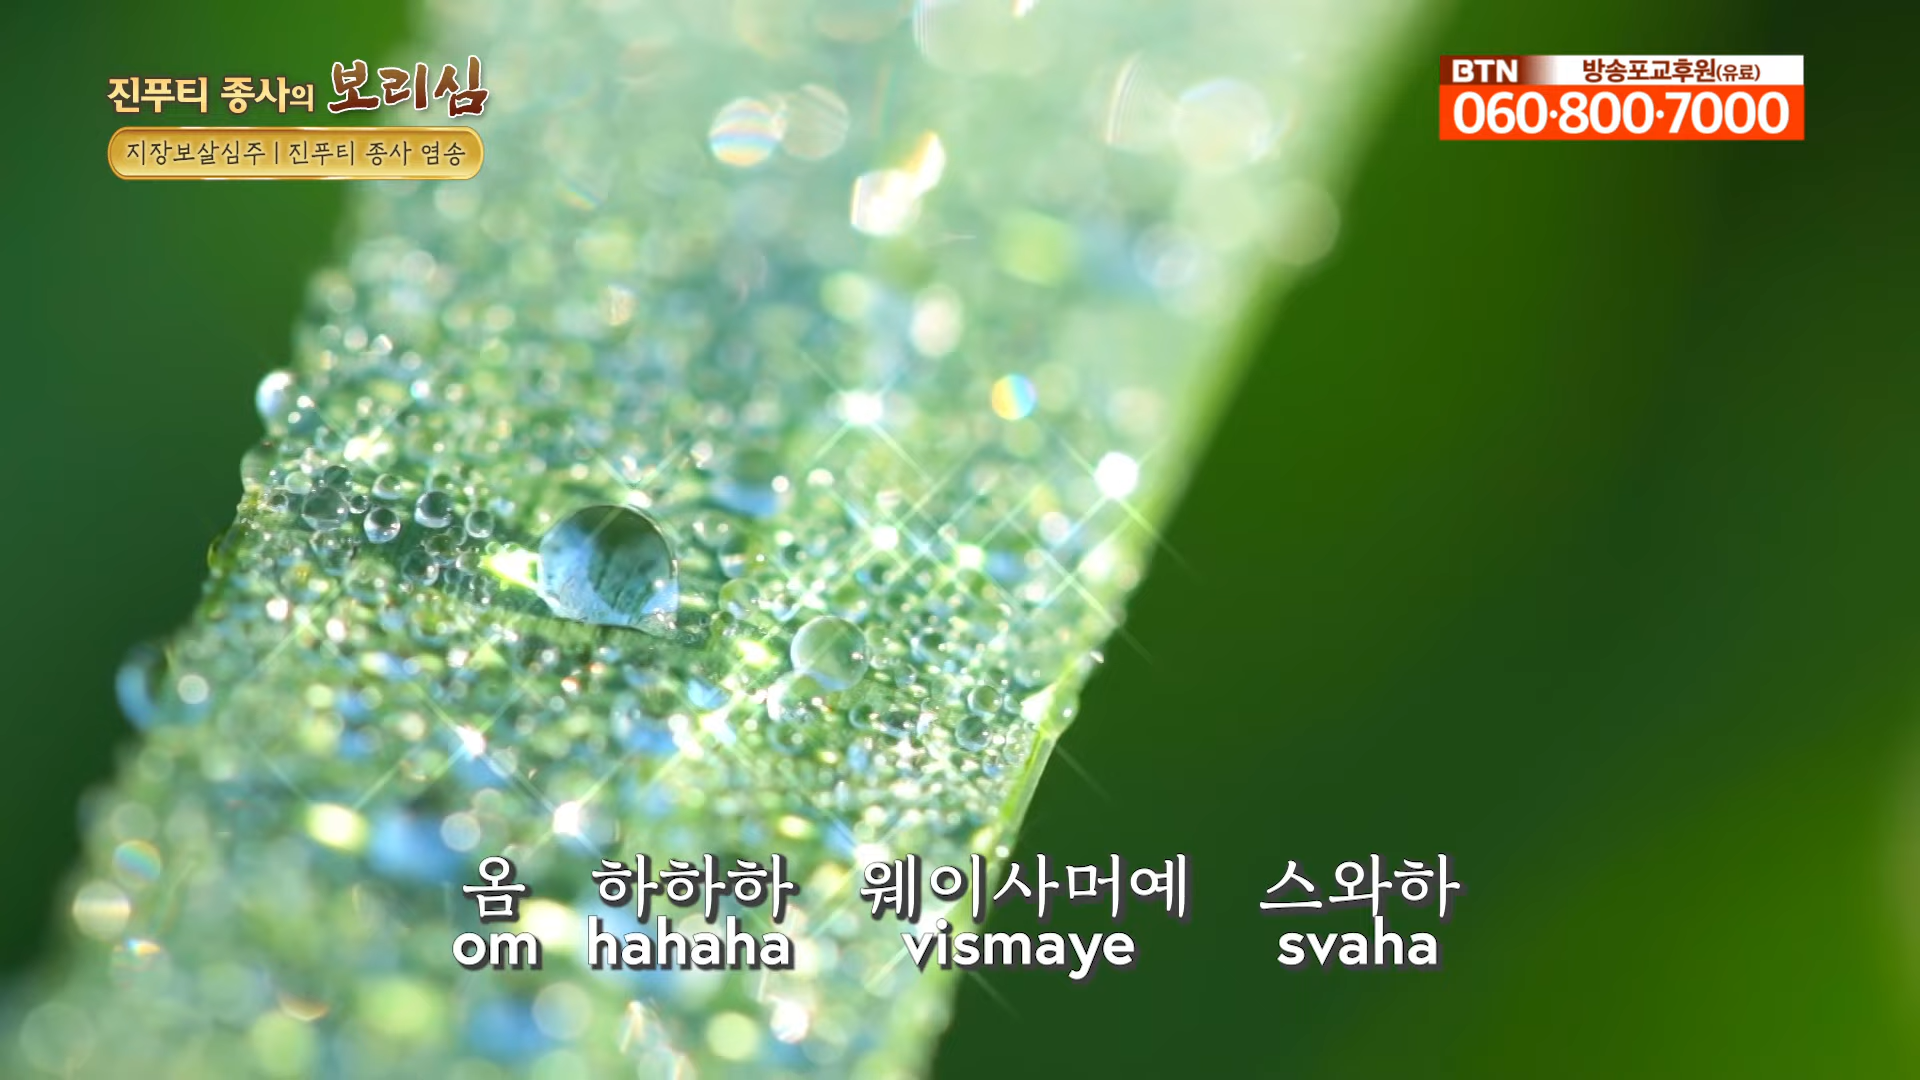 진푸티 종사의 보리심
지장보살심주 | 진푸티 종사 염송
BTN 방송포교후원(유료)
060·800·7000
옴 하하하 웨이사머예 스와하
om hahaha vismaye svaha